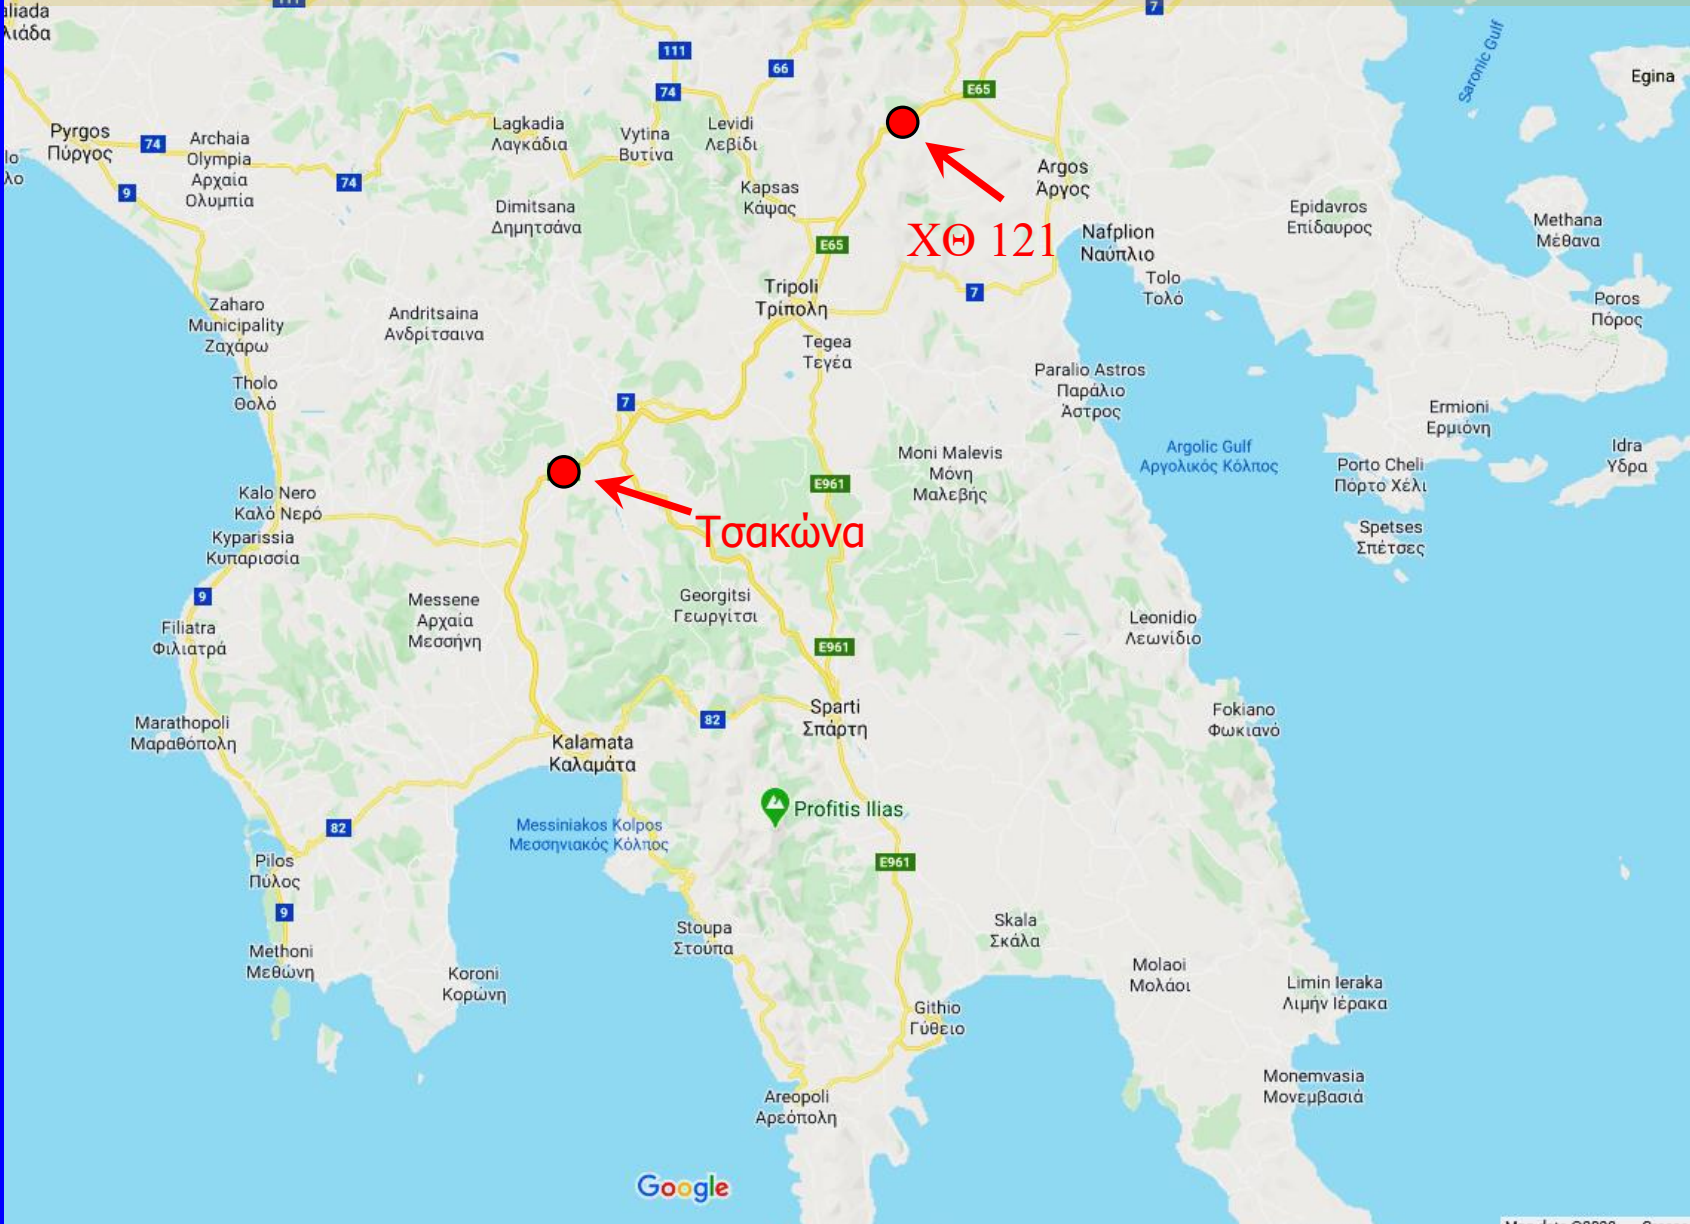 aliada
λιάδα
111
7
Saronic Gulf
Egina
111
66
74
E65
Pyrgos
Πύργος
74
Archaia
Olympia
Αρχαία
Ολυμπία
Lagkadia
Λαγκάδια
Vytina
Βυτίνα
Levidi
Λεβίδι
lo
λο
9
74
Kapsas
Κάψας
Argos
Άργος
Dimitsana
Δημητσάνα
ΧΘ 121
Epidavros
Επίδαυρος
Methana
Μέθανα
E65
Nafplion
Ναύπλιο
Tolo
Τολό
7
Tripoli
Τρίπολη
Zaharo
Municipality
Ζαχάρω
Andritsaina
Ανδρίτσαινα
Poros
Πόρος
Tegea
Τεγέα
Tholo
Θολό
7
Paralio Astros
Παράλιο
Άστρος
Ermioni
Ερμιόνη
Moni Malevis
Μόνη
Μαλεβής
Argolic Gulf
Αργολικός Κόλπος
Porto Cheli
Πόρτο Χέλι
Idra
Υδρα
E961
Kalo Nero
Καλό Νερό
Τσακώνα
Kyparissia
Κυπαρισσία
Spetses
Σπέτσες
9
Messene
Αρχαία
Μεσσήνη
Georgitsi
Γεωργίτσι
Filiatra
Φιλιατρά
Leonidio
Λεωνίδιο
E961
Marathopoli
Μαραθόπολη
82
Sparti
Σπάρτη
Fokiano
Φωκιανό
Kalamata
Καλαμάτα
Profitis Ilias
82
Messiniakos Kolpos
Μεσσηνιακός Κόλπος
E961
Pilos
Πύλος
9
Stoupa
Στούπα
Skala
Σκάλα
Methoni
Μεθώνη
Koroni
Κορώνη
Molaoi
Μολάοι
Limin Ieraka
Λιμήν Ιέρακα
Githio
Γύθειο
Monemvasia
Μονεμβασιά
Areopoli
Αρεόπολη
Google